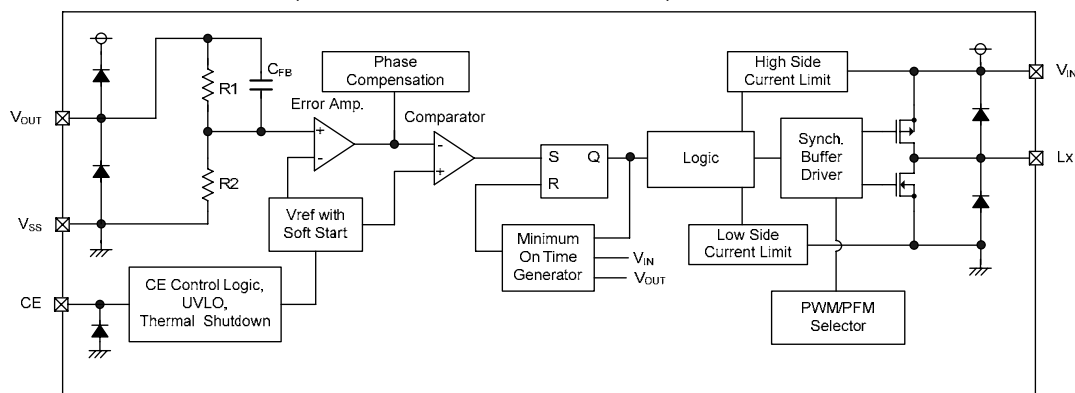 High Side
Current Limit
Phase
Compensation
CFB
R1
VIN
Error Amp.
Comparator
VOUT
+
-
-
+
S
Q
R
Logic
Synch.
Buffer
Driver
Lx
R2
VSS
Vref with
Soft Start
Minimum
On Time
Generator
VIN
VOUT
Low Side
Current Limit
CE
CE Control Logic,
UVLO,
Thermal Shutdown
PWM/PFM
Selector